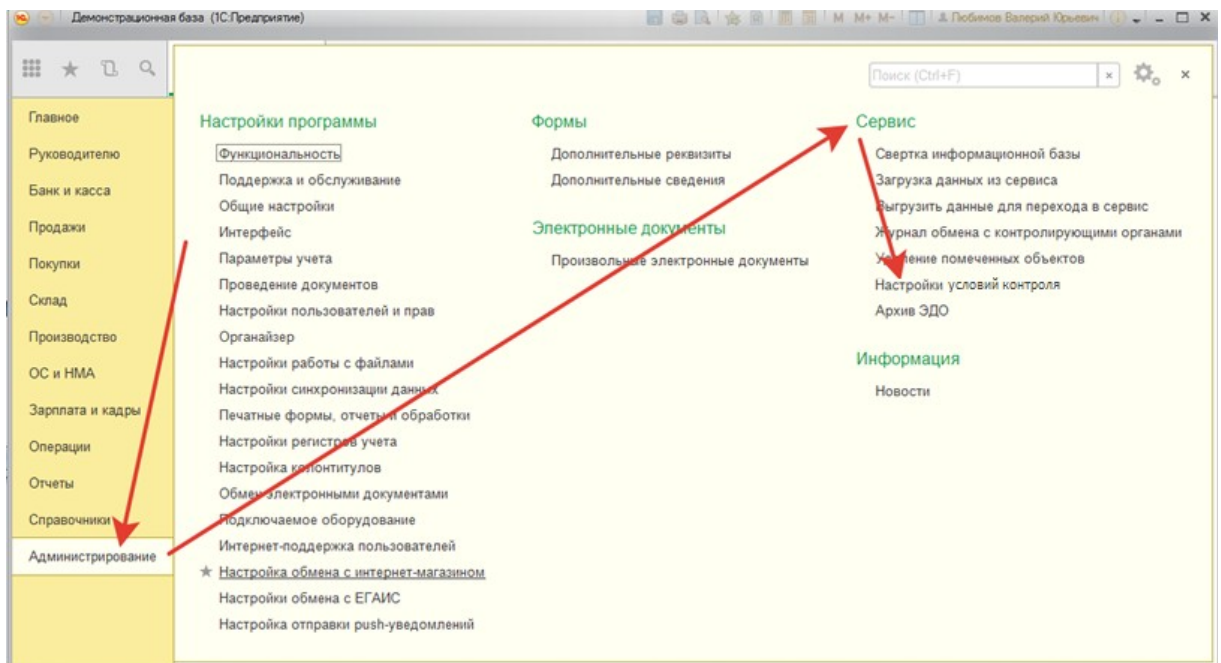 Демонстрационная база (1С:Предприятие)
M M+ M-
Любимов Валерий Юрьевич
Поиск (Ctrl+F)
Главное
Руководителю
Банк и касса
Продажи
Покупки
Склад
Производство
ОС и НМА
Зарплата и кадры
Операции
Отчеты
Справочники
Администрирование
Настройки программы
Функциональность
Поддержка и обслуживание
Общие настройки
Интерфейс
Параметры учета
Проведение документов
Настройки пользователей и прав
Органайзер
Настройки работы с файлами
Настройки синхронизации данных
Печатные формы, отчеты и обработки
Настройки регистров учета
Настройка колонтитулов
Обмен электронными документами
Подключаемое оборудование
Интернет-поддержка пользователей
Настройка обмена с интернет-магазином
Настройки обмена с ЕГАИС
Настройка отправки push-уведомлений
Формы
Дополнительные реквизиты
Дополнительные сведения
Электронные документы
Произвольные электронные документы
Сервис
Свертка информационной базы
Загрузка данных из сервиса
Выгрузить данные для перехода в сервис
Журнал обмена с контролирующими органами
Удаление помеченных объектов
Настройки условий контроля
Архив ЭДО
Информация
Новости